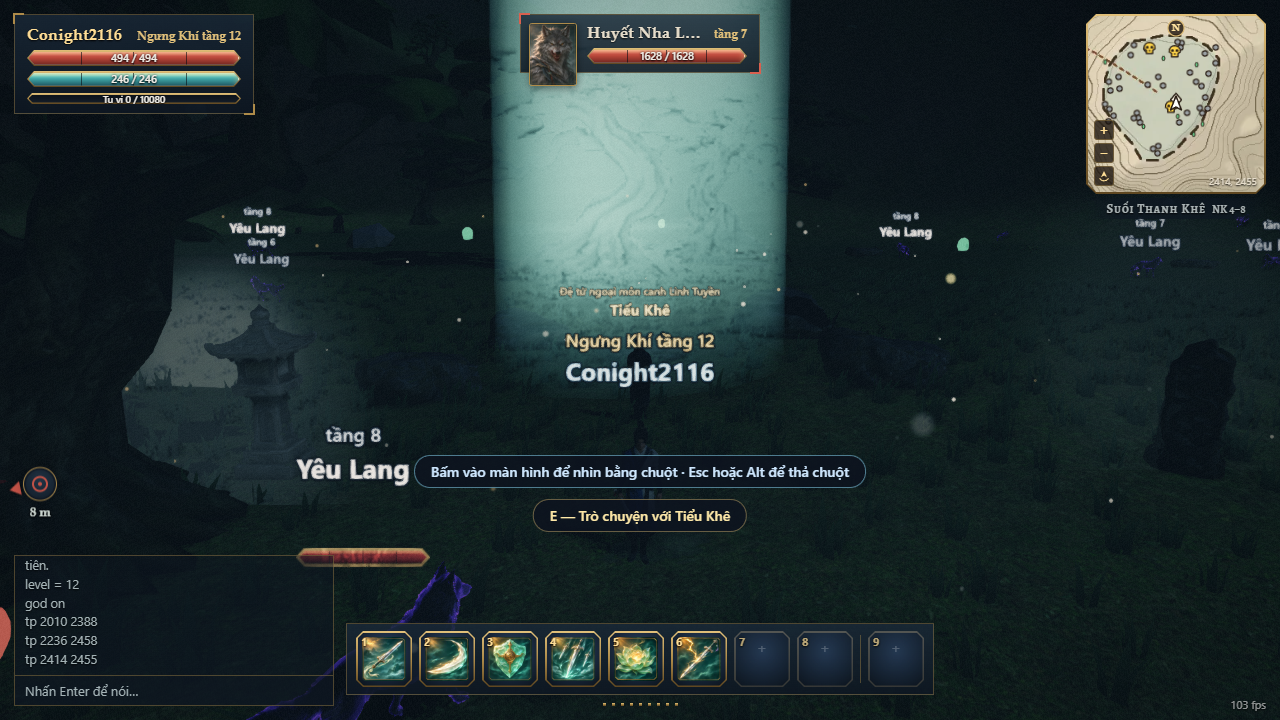 Conight2116 Ngưng Khí tầng 12
494 / 494
246 / 246
Tu vi 0 / 10080
Huyết Nha L... tầng 7
1628 / 1628
N
+
−
2414, 2455
Suối Thanh Khê NK 4–8
tầng 8
Yêu Lang
tầng 6
Yêu Lang
tầng 8
Yêu Lang
tầng 7
Yêu Lang
Đệ tử ngoại môn canh Linh Tuyền
Tiểu Khê
Ngưng Khí tầng 12
Conight2116
tầng 8
Yêu Lang
Bấm vào màn hình để nhìn bằng chuột · Esc hoặc Alt để thả chuột
E — Trò chuyện với Tiểu Khê
8 m
tiên.
level = 12
god on
tp 2010 2388
tp 2236 2458
tp 2414 2455
Nhấn Enter để nói...
1 2 3 4 5 6 7 8 9
103 fps